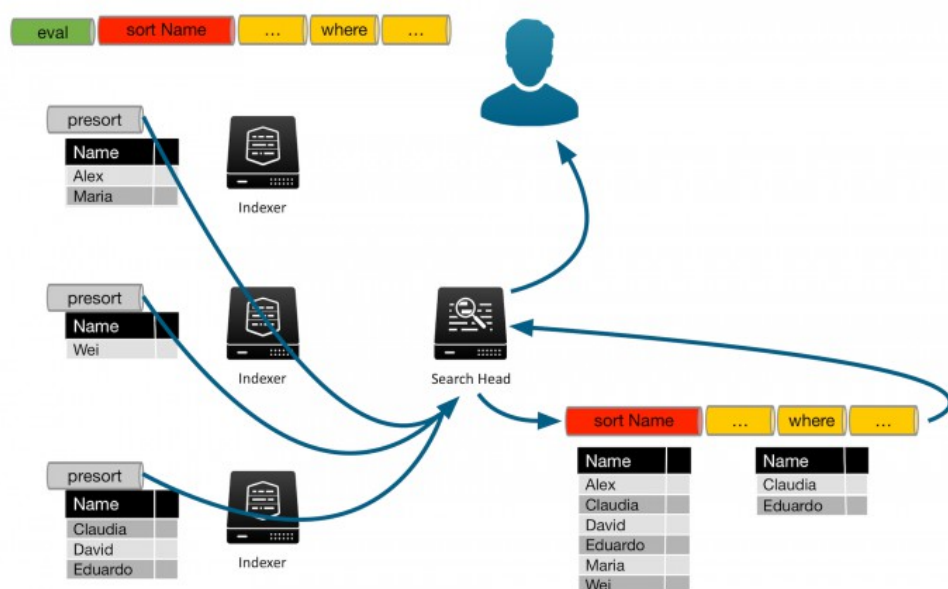 eval sort Name ... where ...
presort
Name
Alex
Maria
Indexer
presort
Name
Wei
Indexer
presort
Name
Claudia
David
Eduardo
Indexer
Search Head
sort Name ... where ...
Name
Alex
Claudia
David
Eduardo
Maria
Wei
Name
Claudia
Eduardo